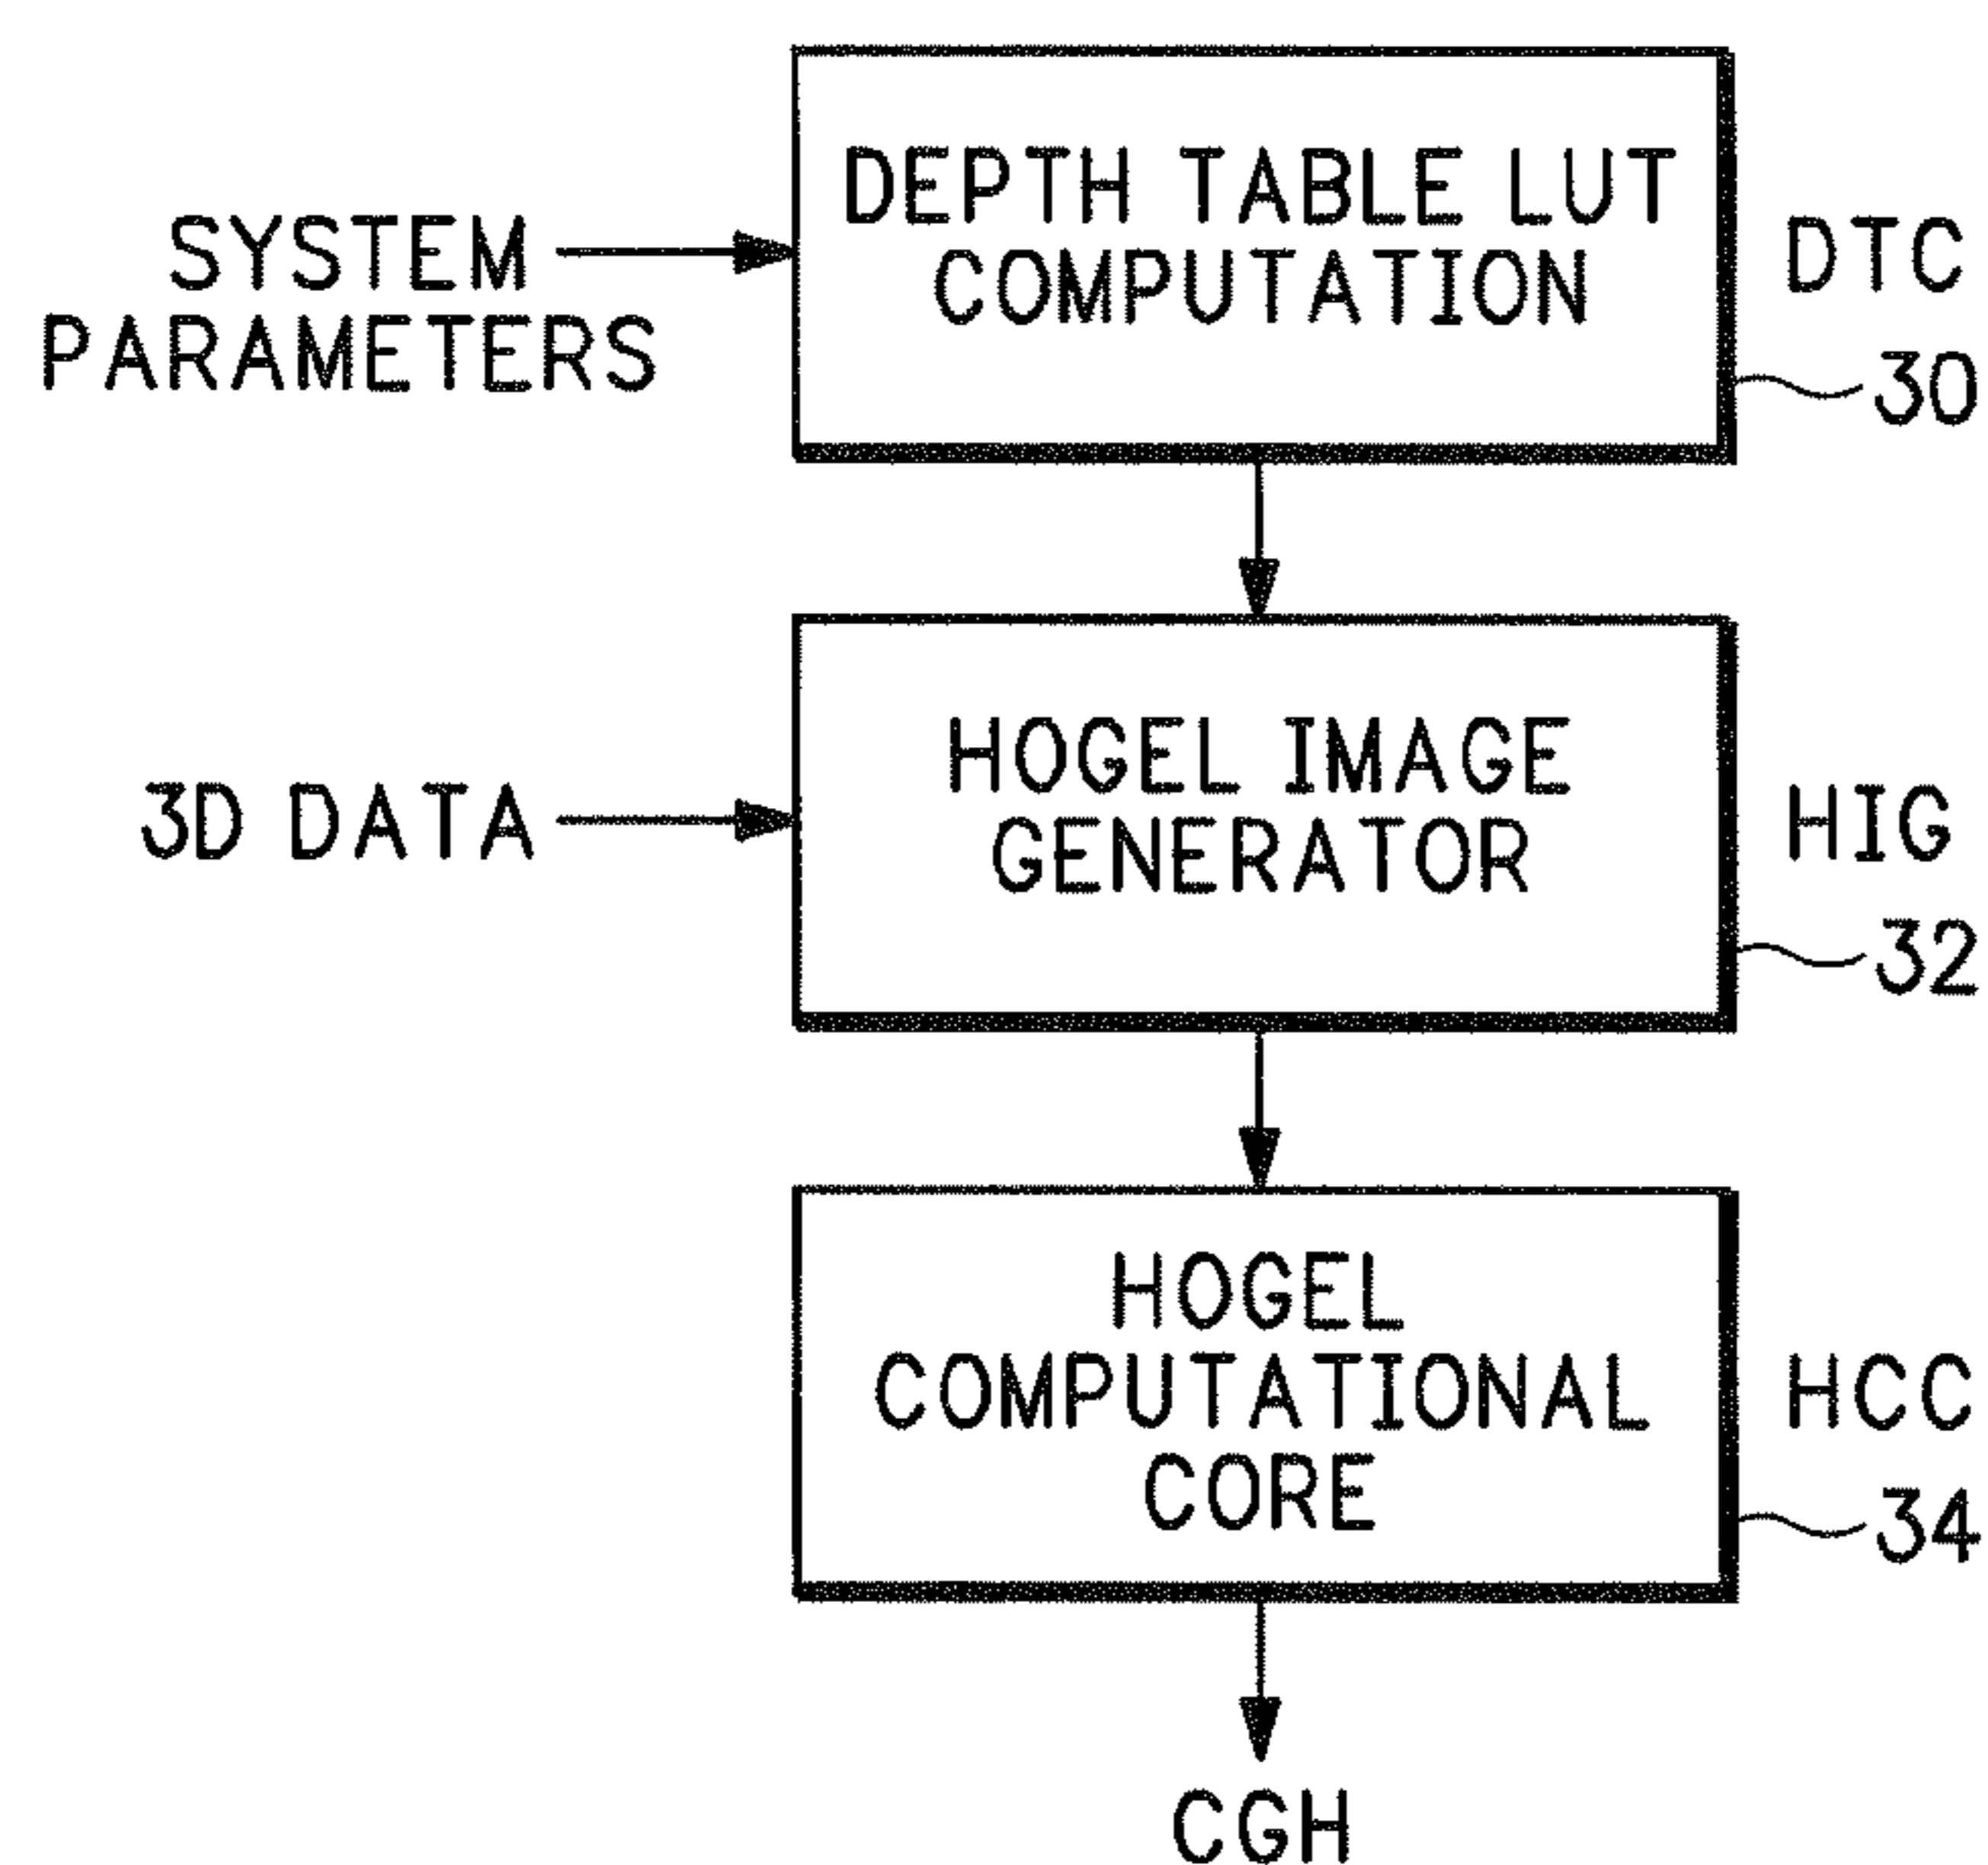 DEPTH TABLE LUT
COMPUTATION
SYSTEM
PARAMETERS
DTC
30
HOGEL IMAGE
GENERATOR
3D DATA
HIG
32
HOGEL
COMPUTATIONAL
CORE
HCC
34
CGH